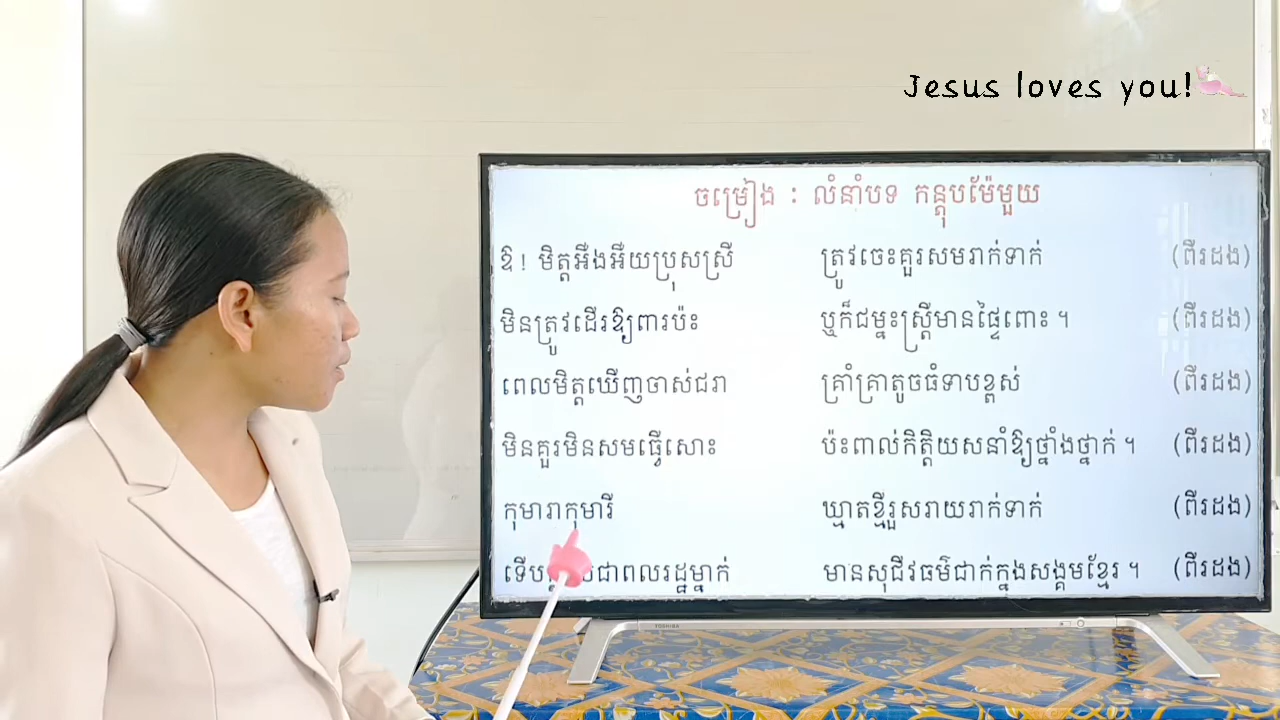 Jesus loves you!
ចម្រៀង ៖ លំនាំបទ កន្តុបម៉ែមួយ
ឱ! មិត្តអឺងអឺយប្រុសស្រី ត្រូវចេះគួរសមរាក់ទាក់ (ពីរដង)
មិនត្រូវដើរឱ្យពារប៉ះ ឬក៏ជម្នះស្ត្រីមានផ្ទៃពោះ ។ (ពីរដង)
ពេលមិត្តឃើញចាស់ជរា គ្រាំគ្រាតូចធំទាបខ្ពស់ (ពីរដង)
មិនគួរមិនសមធ្វើសោះ ប៉ះពាល់កិត្តិយសនាំឱ្យថ្នាំងថ្នាក់ ។ (ពីរដង)
កុមារាកុមារី ឃ្មាតខ្មីរួសរាយរាក់ទាក់ (ពីរដង)
ទើប ជាពលរដ្ឋម្នាក់ មានសុជីវធម៌ជាក់ក្នុងសង្គមខ្មែរ ។ (ពីរដង)
TOSHIBA